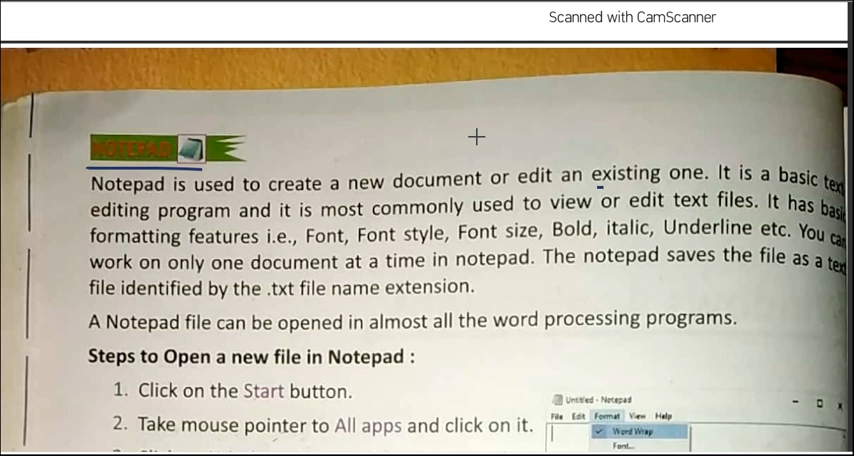 Scanned with CamScanner
NOTEPAD
Notepad is used to create a new document or edit an existing one. It is a basic text
editing program and it is most commonly used to view or edit text files. It has basic
formatting features i.e., Font, Font style, Font size, Bold, italic, Underline etc. You can
work on only one document at a time in notepad. The notepad saves the file as a text
file identified by the .txt file name extension.
A Notepad file can be opened in almost all the word processing programs.
Steps to Open a new file in Notepad :
1. Click on the Start button.
Untitled - Notepad
File Edit Format View Help
2. Take mouse pointer to All apps and click on it.
Word Wrap
Font...